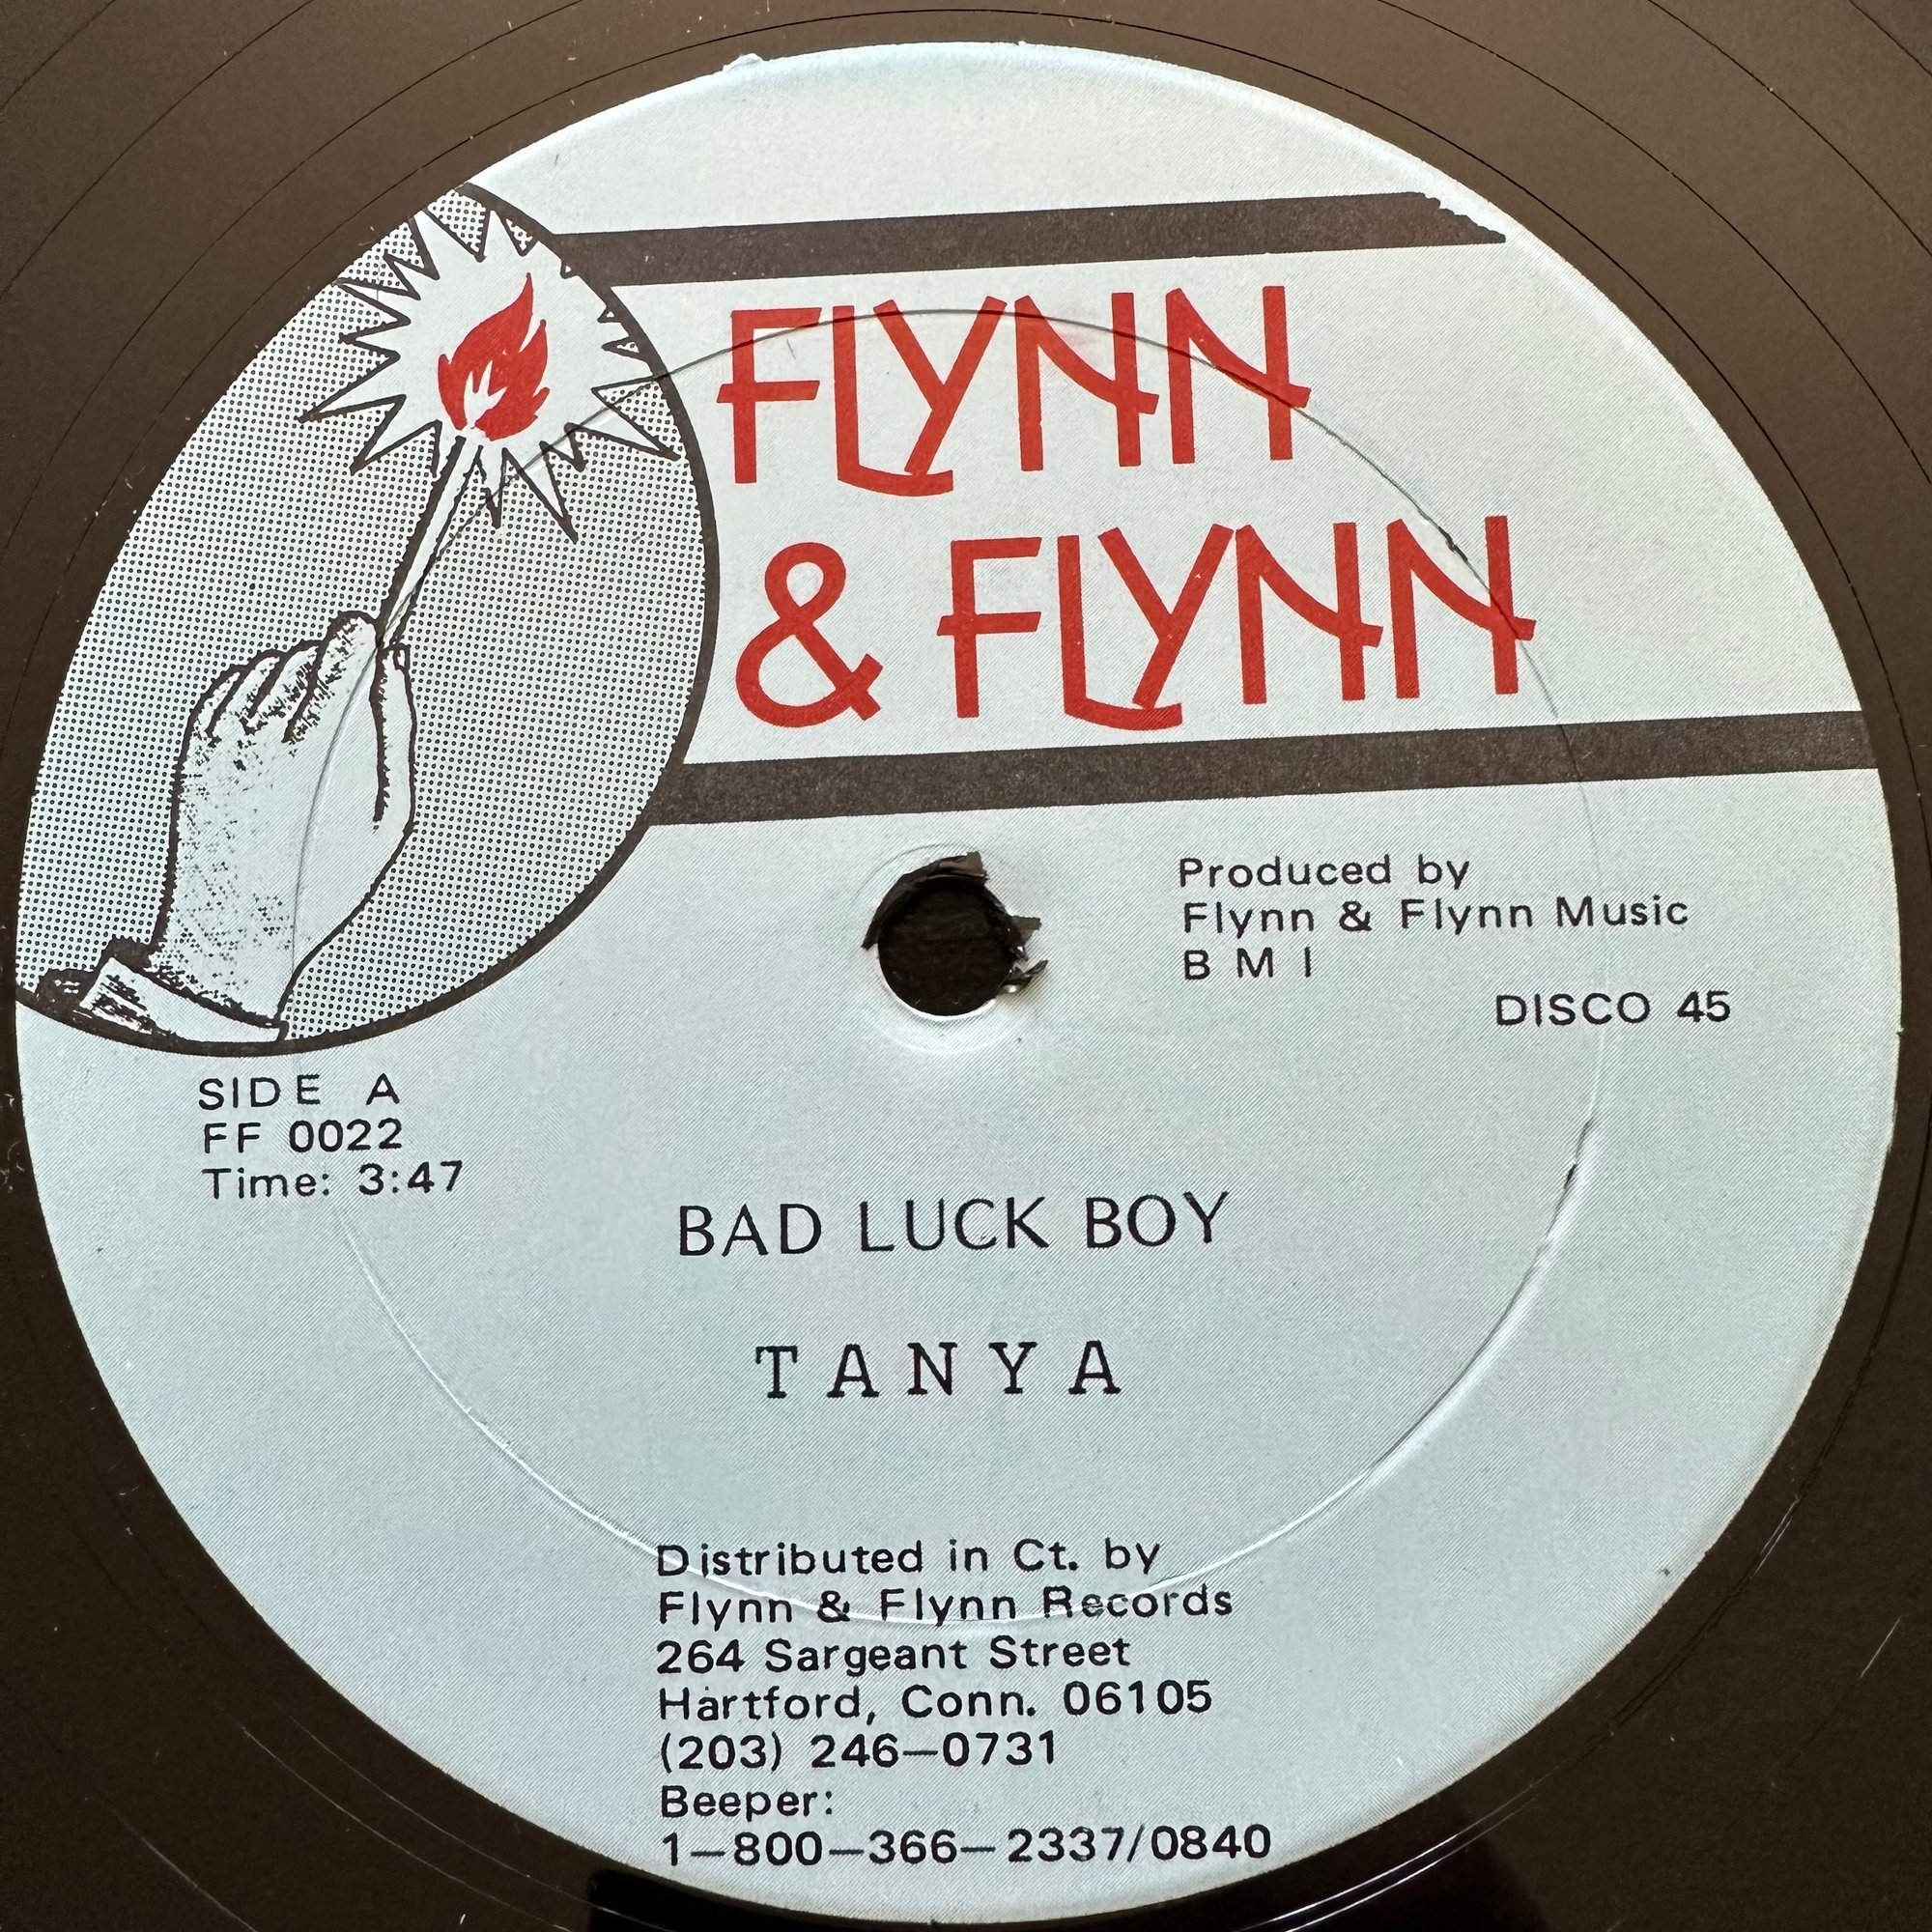 FLYNN
& FLYNN
Produced by
Flynn & Flynn Music
B M I
DISCO 45
SIDE A
FF 0022
Time: 3:47
BAD LUCK BOY
TANYA
Distributed in Ct. by
Flynn & Flynn Records
264 Sargeant Street
Hartford, Conn. 06105
(203) 246-0731
Beeper:
1-800-366-2337/0840